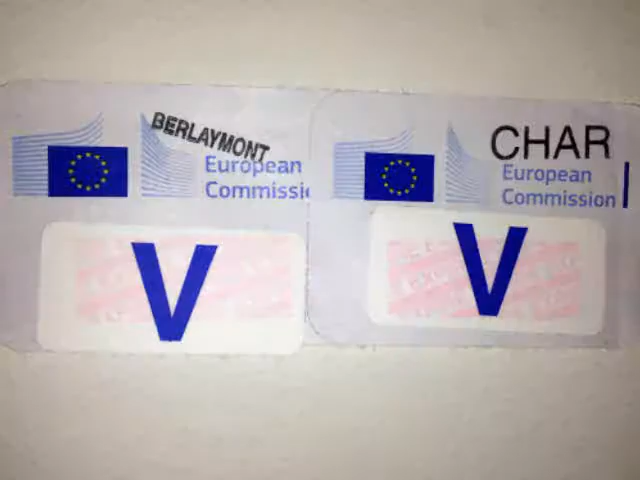 BERLAYMONT
European
Commissi
V
CHAR
European
Commission
V